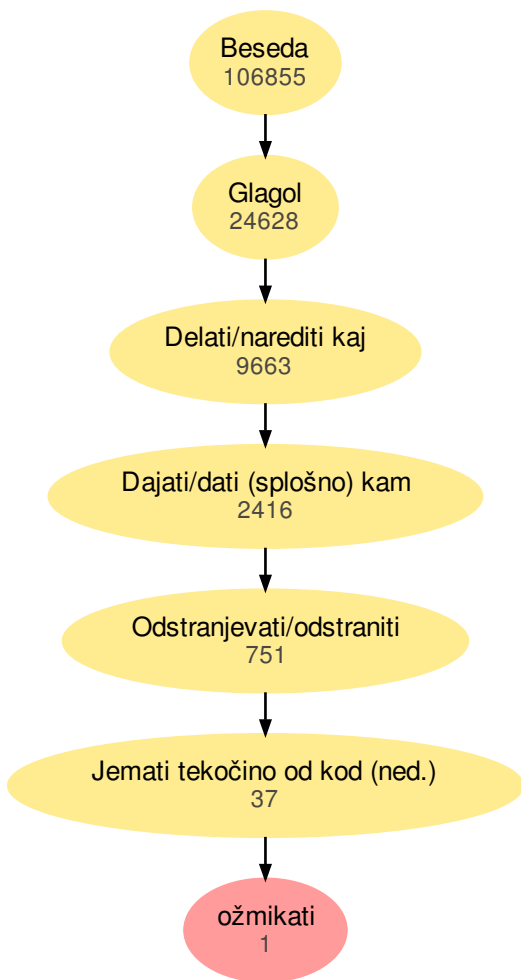 Beseda
106855
Glagol
24628
Delati/narediti kaj
9663
Dajati/dati (splošno) kam
2416
Odstranjevati/odstraniti
751
Jemati tekočino od kod (ned.)
37
ožmikati
1